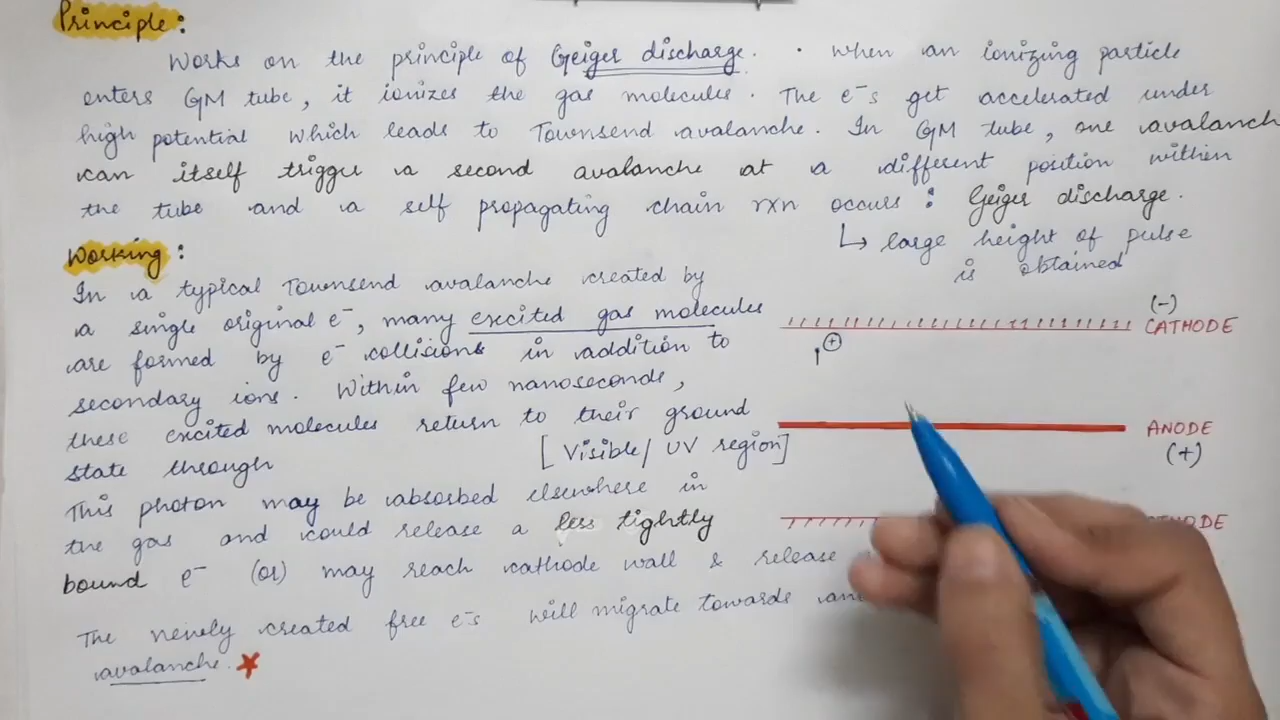 Principle:
Works on the principle of Geiger discharge. · When an ionizing particle
enters GM tube, it ionizes the gas molecules. The e⁻s get accelerated under
high potential which leads to Townsend avalanche. In GM tube, one avalanch
can itself trigger a second avalanche at a different position within
the tube and a self propagating chain rxn occurs : Geiger discharge.
↳ large height of pulse
is obtained
Working:
In a typical Townsend avalanche created by
a single original e⁻, many excited gas molecules
are formed by e⁻ collisions in addition to
secondary ions. Within few nanoseconds,
these excited molecules return to their ground
state through [Visible/ UV region]
This photon may be absorbed elsewhere in
the gas and could release a less tightly
bound e⁻ (or) may reach cathode wall & release
The newly created free e⁻s will migrate towards
avalanche.
(-)
CATHODE
+
ANODE
(+)